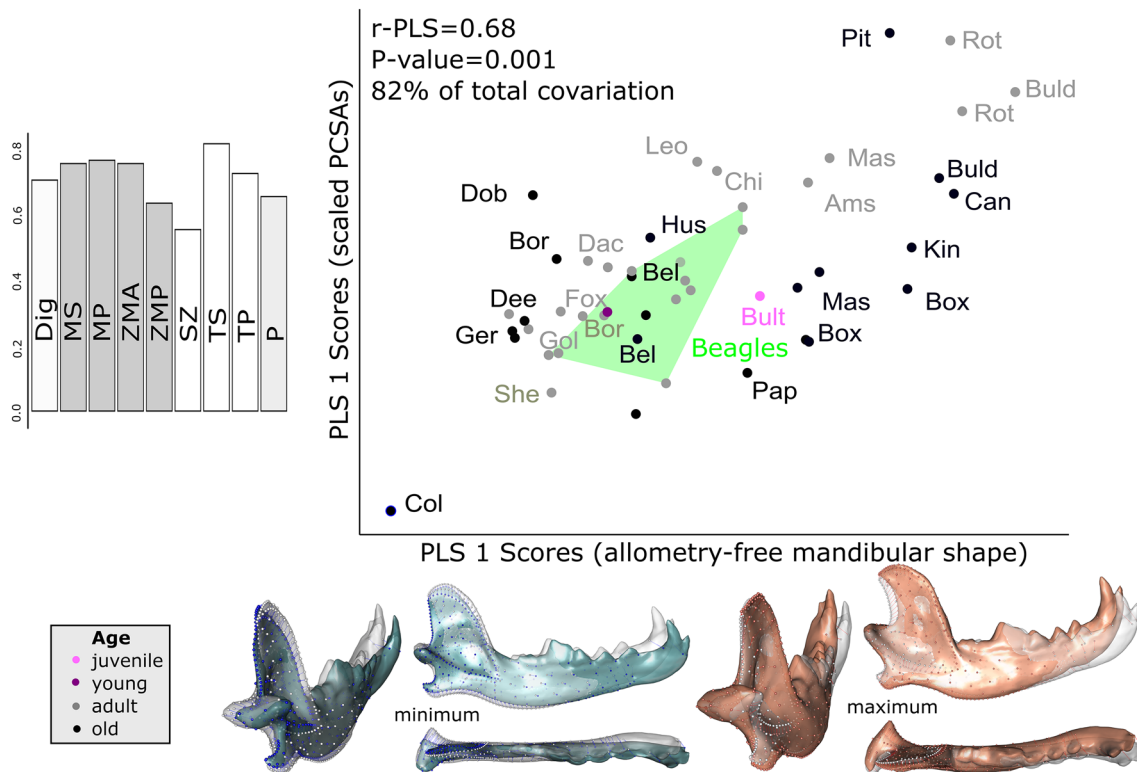 r-PLS=0.68
P-value=0.001
82% of total covariation
PLS 1 Scores (scaled PCSAs)
0.8
0.6
0.4
0.2
0.0
Dig
MS
MP
ZMA
ZMP
SZ
TS
TP
P
Pit
Rot
Buld
Rot
Leo
Chi
Mas
Ams
Buld
Can
Dob
Hus
Bor
Dac
Bel
Kin
Dee
Fox
Mas
Box
Ger
Bor
Bult
Gol
Bel
Beagles
Box
She
Pap
Col
PLS 1 Scores (allometry-free mandibular shape)
minimum
maximum
Age
juvenile
young
adult
old